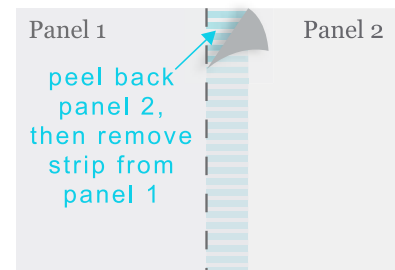 Panel 1
Panel 2
peel back
panel 2,
then remove
strip from
panel 1